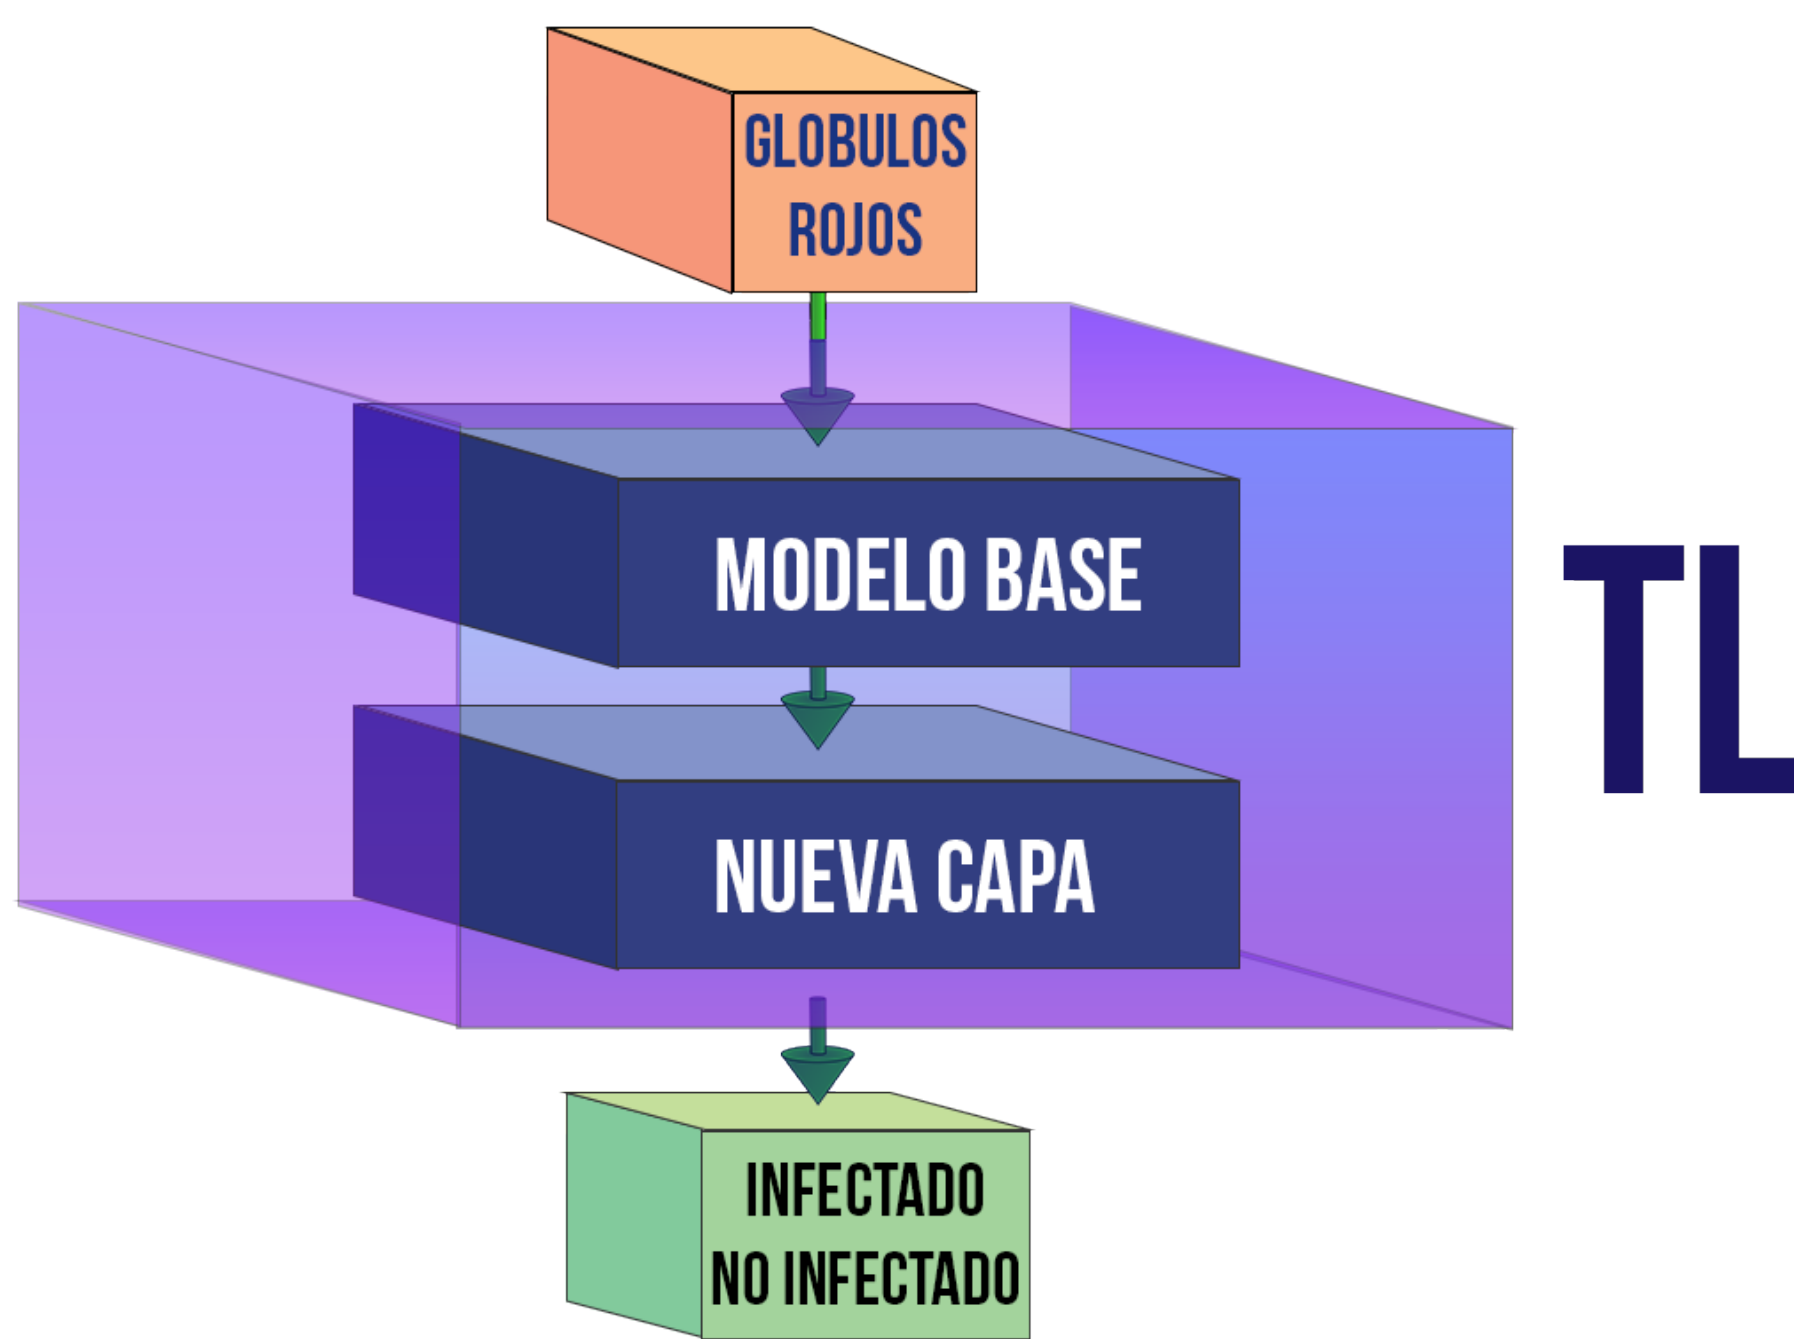 GLOBULOS
ROJOS
MODELO BASE
TL
NUEVA CAPA
INFECTADO
NO INFECTADO